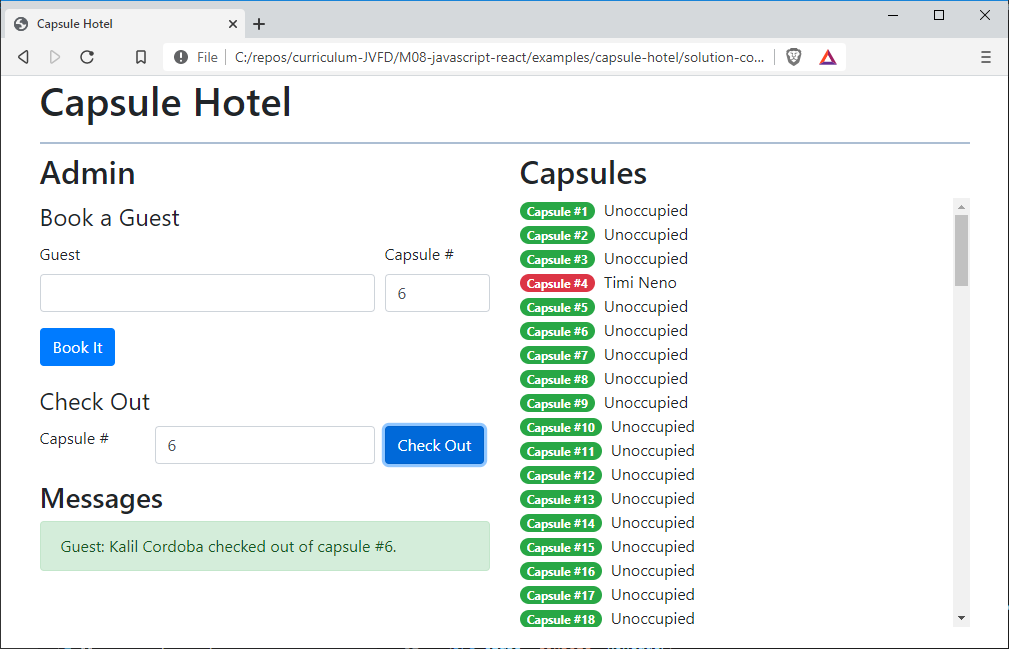 Capsule Hotel
File
C:/repos/curriculum-JVFD/M08-javascript-react/examples/capsule-hotel/solution-co...
Capsule Hotel
Admin
Book a Guest
Guest
Capsule #
6
Book It
Check Out
Capsule #
6
Check Out
Messages
Guest: Kalil Cordoba checked out of capsule #6.
Capsules
Capsule #1 Unoccupied
Capsule #2 Unoccupied
Capsule #3 Unoccupied
Capsule #4 Timi Neno
Capsule #5 Unoccupied
Capsule #6 Unoccupied
Capsule #7 Unoccupied
Capsule #8 Unoccupied
Capsule #9 Unoccupied
Capsule #10 Unoccupied
Capsule #11 Unoccupied
Capsule #12 Unoccupied
Capsule #13 Unoccupied
Capsule #14 Unoccupied
Capsule #15 Unoccupied
Capsule #16 Unoccupied
Capsule #17 Unoccupied
Capsule #18 Unoccupied